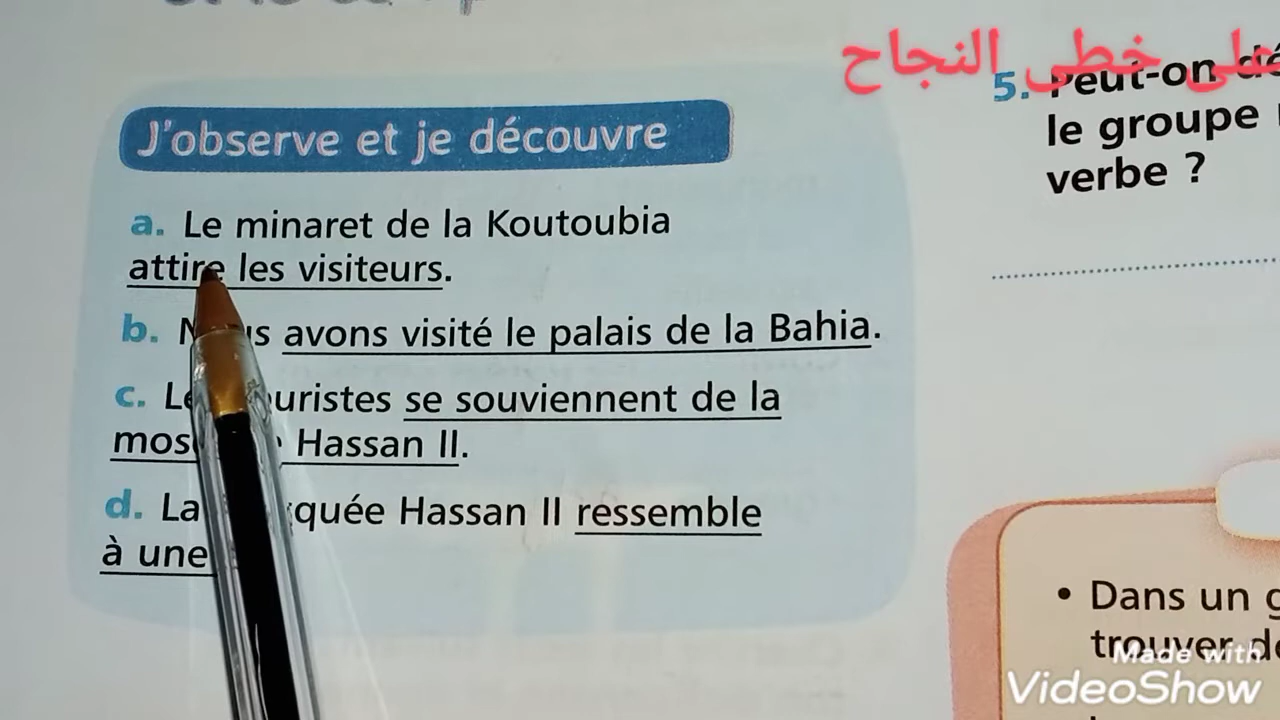 J'observe et je découvre
a. Le minaret de la Koutoubia
attire les visiteurs.
b. avons visité le palais de la Bahia.
c. se souviennent de la
Hassan II.
d. La Hassan II ressemble
à une
على خطى النجاح
5. Peut-on
le groupe
verbe ?
• Dans un
trouver
Made with
VideoShow